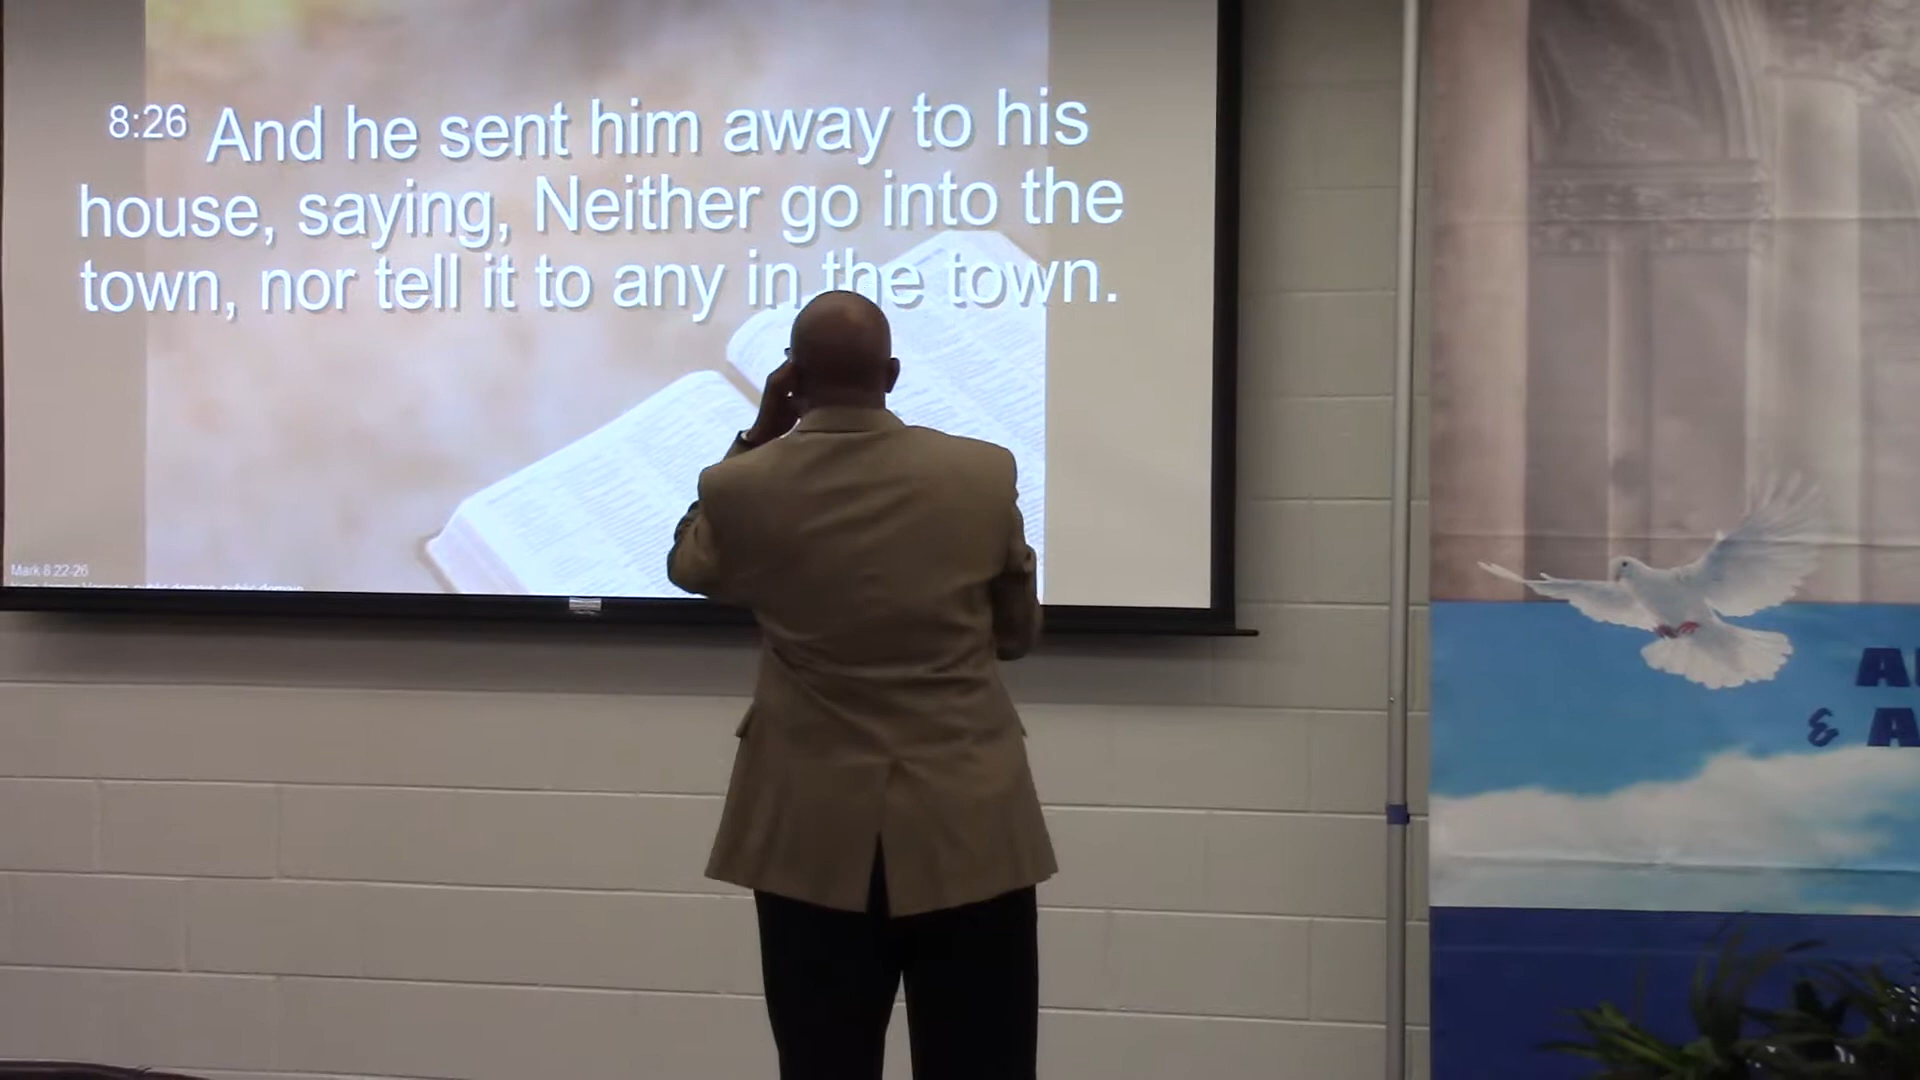 8:26 And he sent him away to his
house, saying, Neither go into the
town, nor tell it to any in the town.
Mark 8:22-26
&